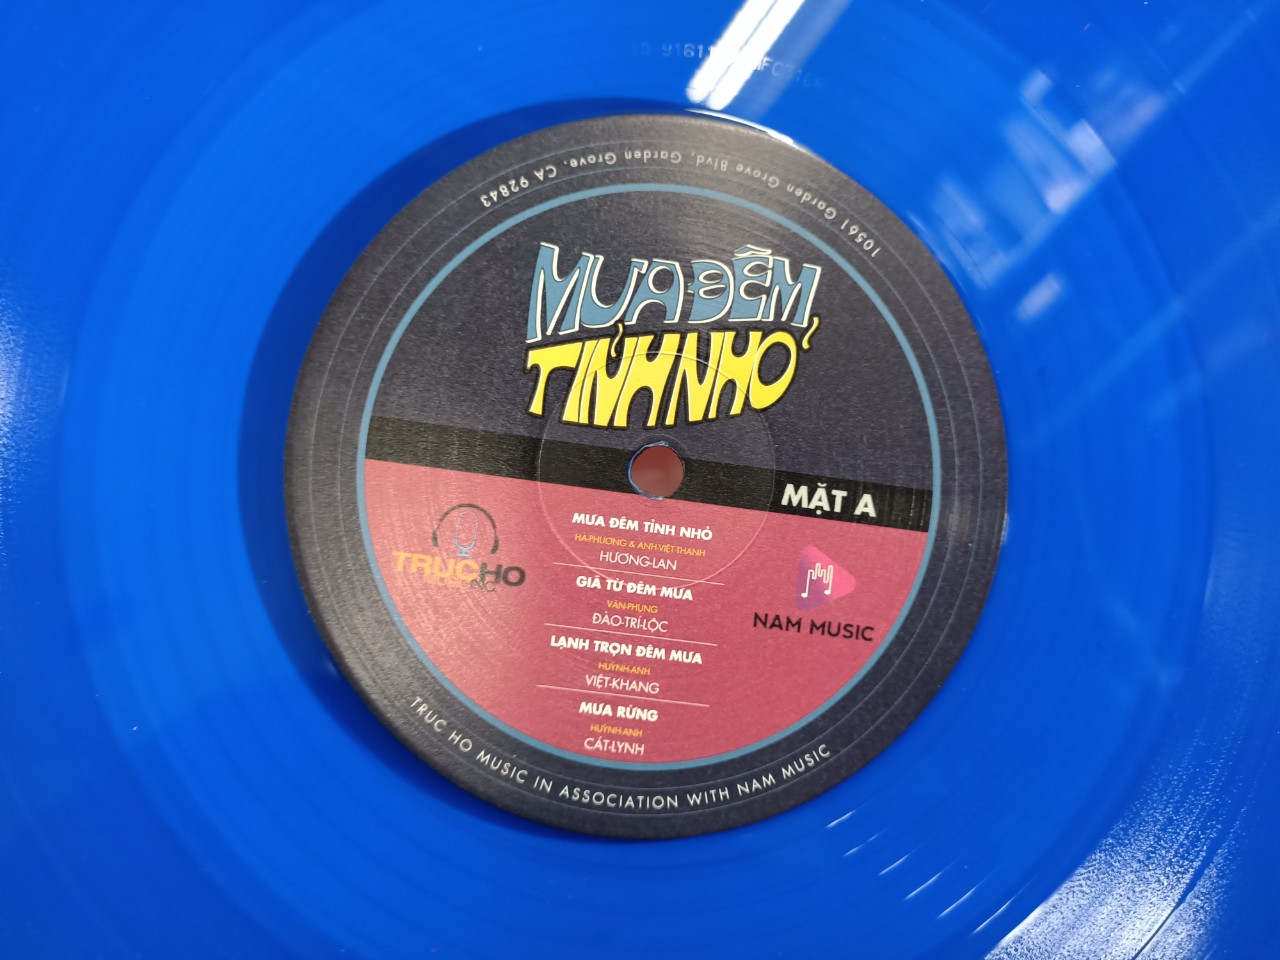 10561 Garden Grove Blvd, Garden Grove, CA 92843
MƯA ĐÊM
TỈNH NHỎ
MẶT A
MƯA ĐÊM TỈNH NHỎ
HÀ-PHƯƠNG & ANH-VIỆT-THANH
HƯƠNG-LAN
GIÃ TỪ ĐÊM MƯA
VĂN-PHỤNG
ĐÀO-TRÍ-LỘC
LẠNH TRỌN ĐÊM MƯA
HUỲNH-ANH
VIỆT-KHANG
MƯA RỪNG
HUỲNH-ANH
CÁT-LYNH
TRUCHO
NAM MUSIC
TRUC HO MUSIC IN ASSOCIATION WITH NAM MUSIC